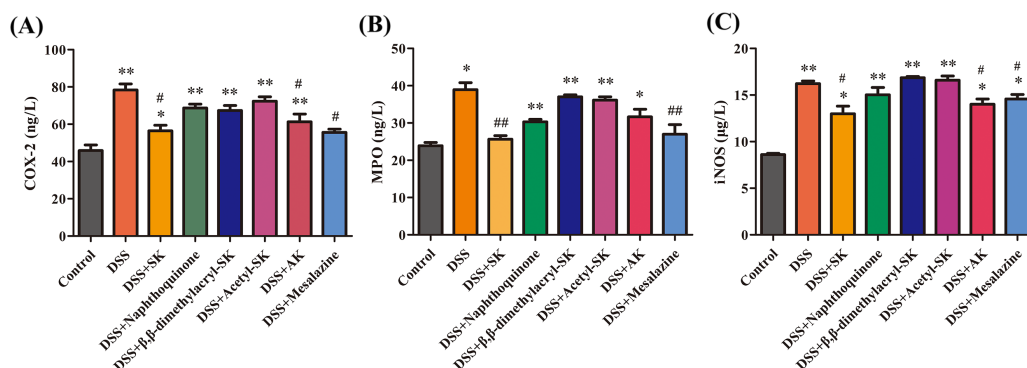 (A)
COX-2 (ng/L)
100
80
60
40
20
0
**
#
*
**
**
**
#
**
#
Control
DSS
DSS+SK
DSS+Naphthoquinone
DSS+β,β-dimethylacryl-SK
DSS+Acetyl-SK
DSS+AK
DSS+Mesalazine
(B)
MPO (ng/L)
50
40
30
20
10
0
*
##
**
**
**
*
##
Control
DSS
DSS+SK
DSS+Naphthoquinone
DSS+β,β-dimethylacryl-SK
DSS+Acetyl-SK
DSS+AK
DSS+Mesalazine
(C)
iNOS (μg/L)
20
15
10
5
0
**
#
*
**
**
**
#
*
#
*
Control
DSS
DSS+SK
DSS+Naphthoquinone
DSS+β,β-dimethylacryl-SK
DSS+Acetyl-SK
DSS+AK
DSS+Mesalazine